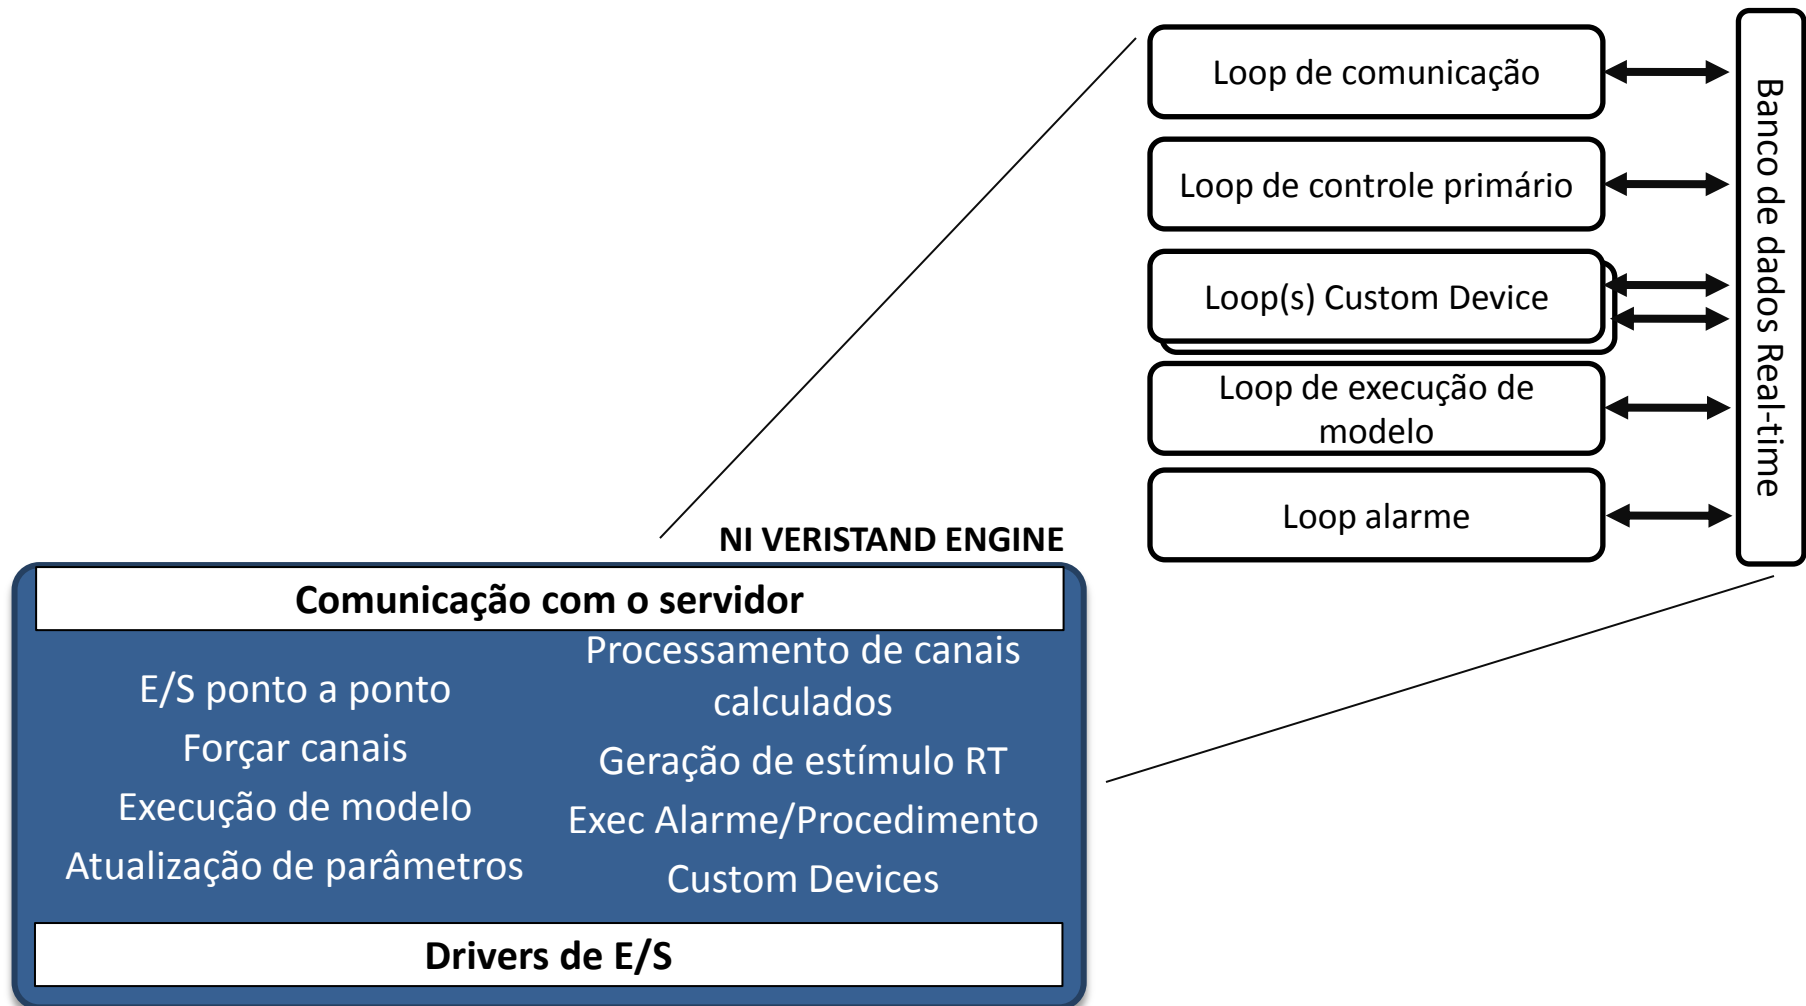 Loop de comunicação
Loop de controle primário
Loop(s) Custom Device
Loop de execução de
modelo
Loop alarme
Banco de dados Real-time
NI VERISTAND ENGINE
Comunicação com o servidor
E/S ponto a ponto
Forçar canais
Execução de modelo
Atualização de parâmetros
Processamento de canais
calculados
Geração de estímulo RT
Exec Alarme/Procedimento
Custom Devices
Drivers de E/S